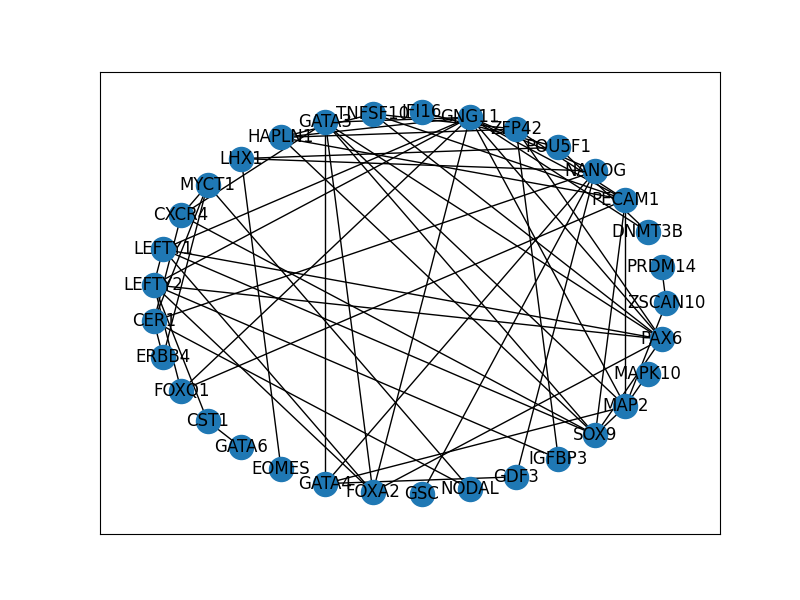 IFI16
TNFSF10
GNG11
GATA3
ZFP42
HAPLN1
POU5F1
LHX1
NANOG
MYCT1
PECAM1
CXCR4
DNMT3B
LEFTY1
PRDM14
LEFTY2
ZSCAN10
CER1
PAX6
ERBB4
MAPK10
FOXQ1
MAP2
CST1
SOX9
GATA6
IGFBP3
EOMES
GDF3
GATA4
FOXA2
GSC
NODAL